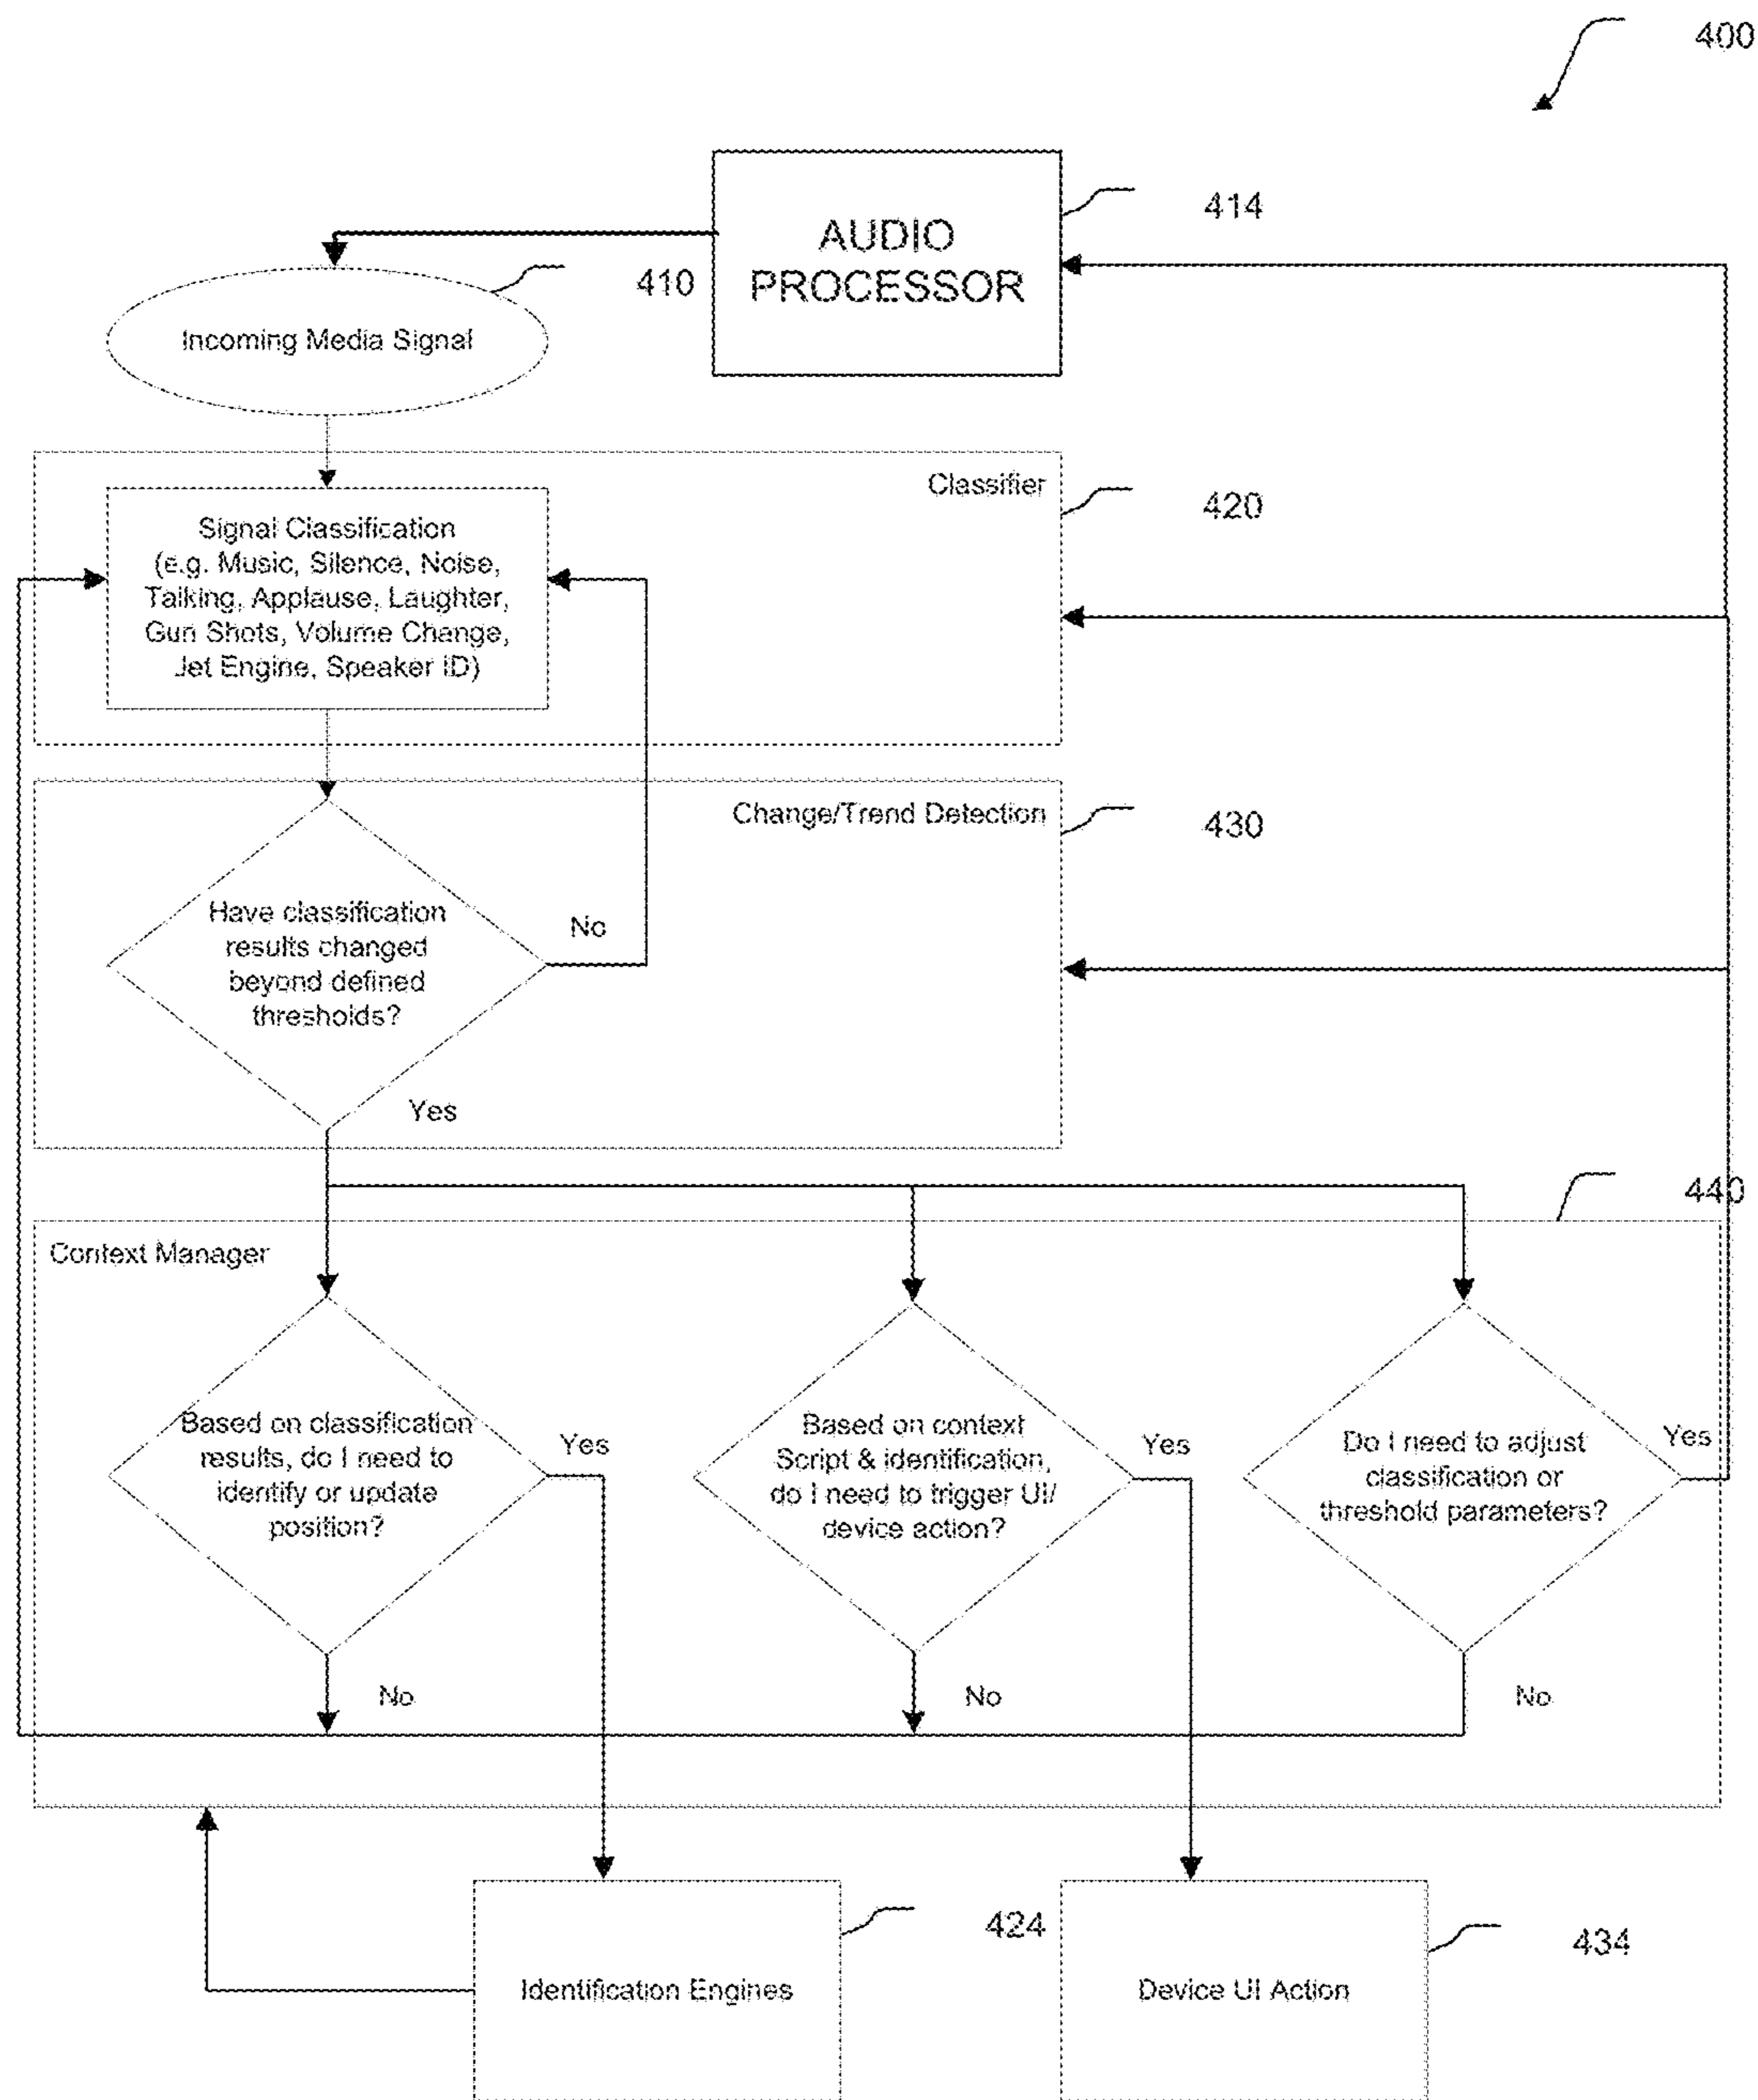 400
AUDIO
PROCESSOR
414
410
Incoming Media Signal
Classifier
420
Signal Classification
(e.g. Music, Silence, Noise,
Talking, Applause, Laughter,
Gun Shots, Volume Change,
Jet Engine, Speaker ID)
Change/Trend Detection
430
Have classification
results changed
beyond defined
thresholds?
No
Yes
440
Context Manager
Based on classification
results, do I need to
identify or update
position?
Yes
No
Based on context
Script & identification,
do I need to trigger UI/
device action?
Yes
No
Do I need to adjust
classification or
threshold parameters?
Yes
No
Identification Engines
424
Device UI Action
434